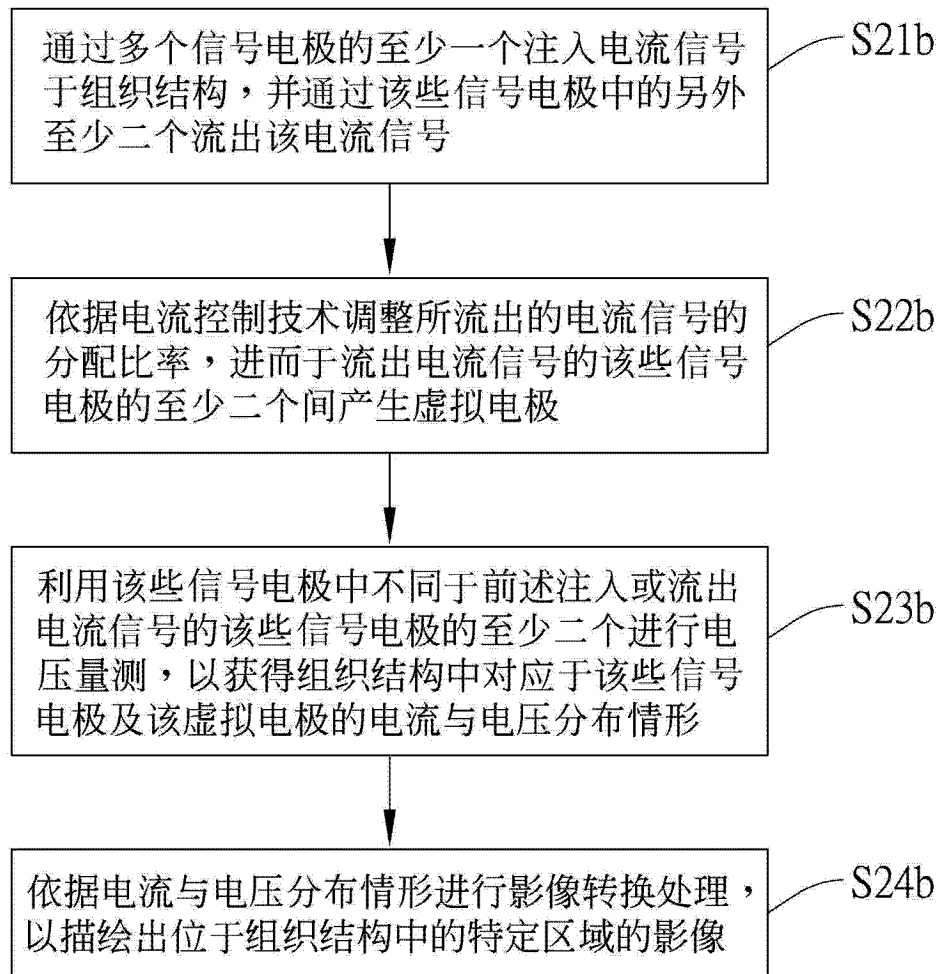 通过多个信号电极的至少一个注入电流信号
于组织结构，并通过该些信号电极中的另外
至少二个流出该电流信号
S21b
依据电流控制技术调整所流出的电流信号的
分配比率，进而于流出电流信号的该些信号
电极的至少二个间产生虚拟电极
S22b
利用该些信号电极中不同于前述注入或流出
电流信号的该些信号电极的至少二个进行电
压量测，以获得组织结构中对应于该些信号
电极及该虚拟电极的电流与电压分布情形
S23b
依据电流与电压分布情形进行影像转换处理，
以描绘出位于组织结构中的特定区域的影像
S24b